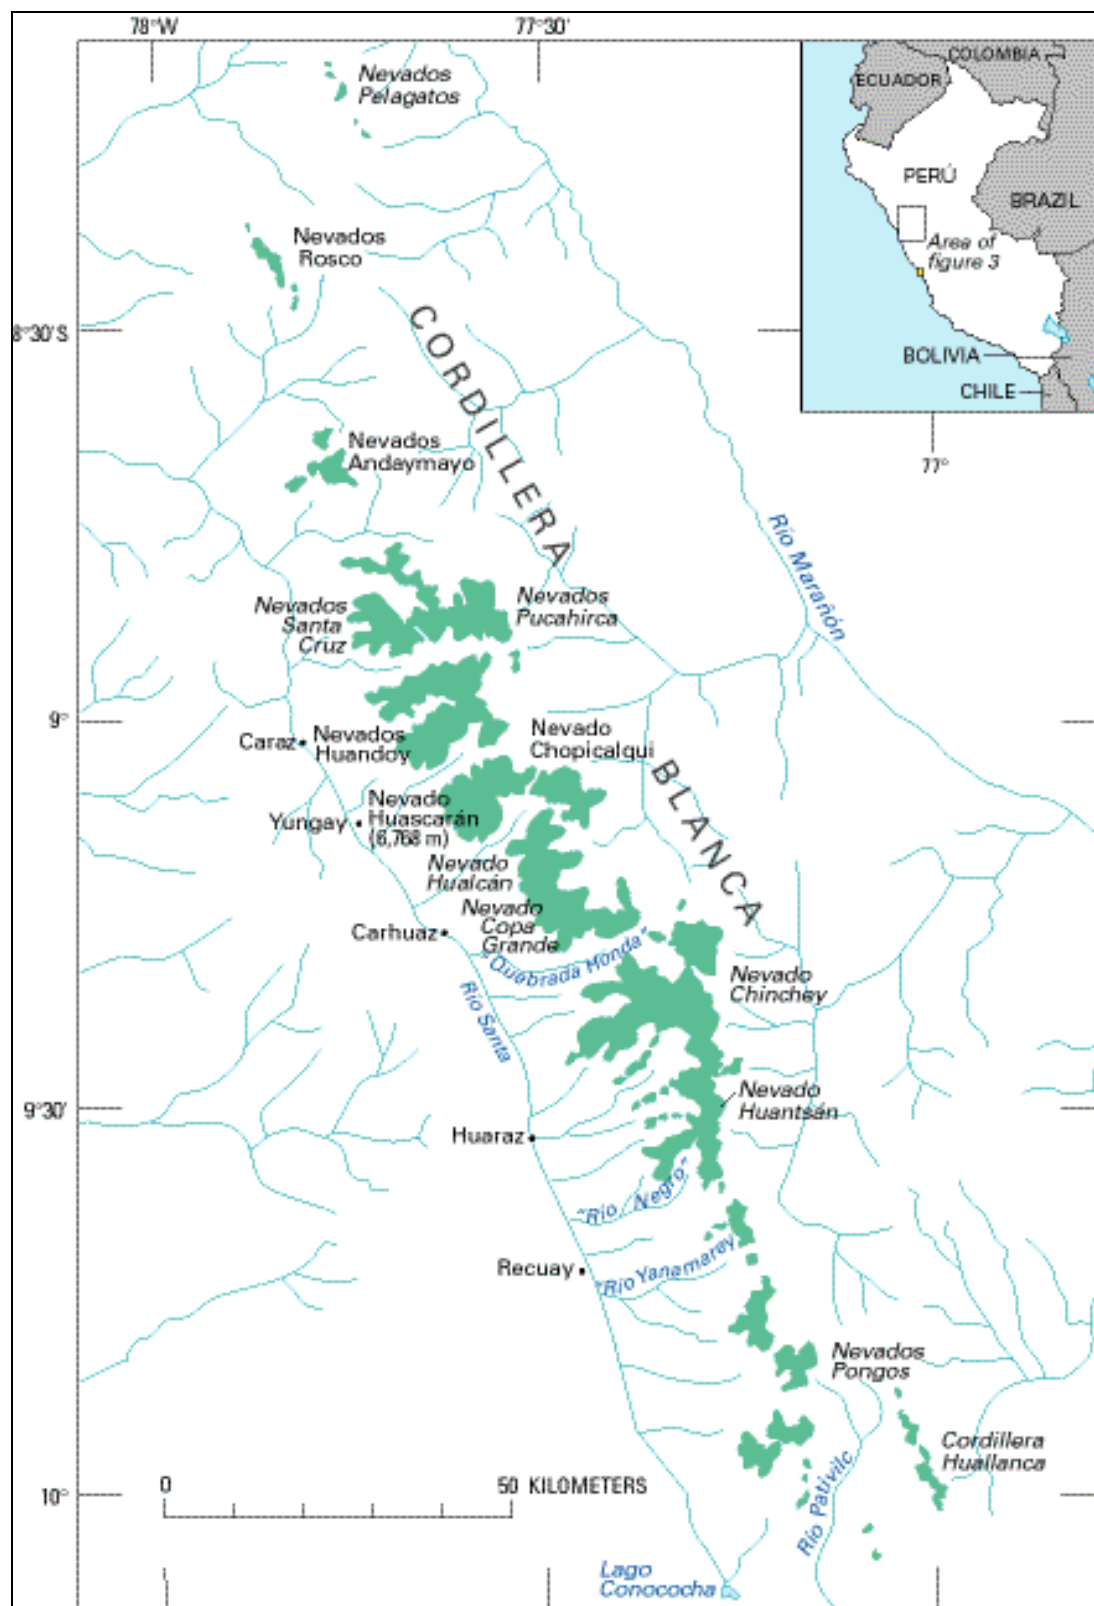 78°W
77°30'
Nevados
Pelagatos
COLOMBIA
ECUADOR
PERÚ
BRAZIL
Area of
figure 3
BOLIVIA
CHILE
77°
Nevados
Rosco
8°30'S
CORDILLERA
Nevados
Andaymayo
Río Marañón
Nevados
Santa
Cruz
Nevados
Pucahirca
9°
Caraz
Nevados
Huandoy
Nevado
Chopicalqui
BLANCA
Yungay
Nevado
Huascarán
(6,768 m)
Nevado
Hualcán
Nevado
Copa
Grande
Carhuaz
"Quebrada Honda"
Río Santa
Nevado
Chinchey
9°30'
Nevado
Huantsán
Huaraz
"Río Negro"
Recuay
"Río Yanamarey"
Nevados
Pongos
Cordillera
Huallanca
Río Pativilc
0
50 KILOMETERS
10°
Lago
Conococha